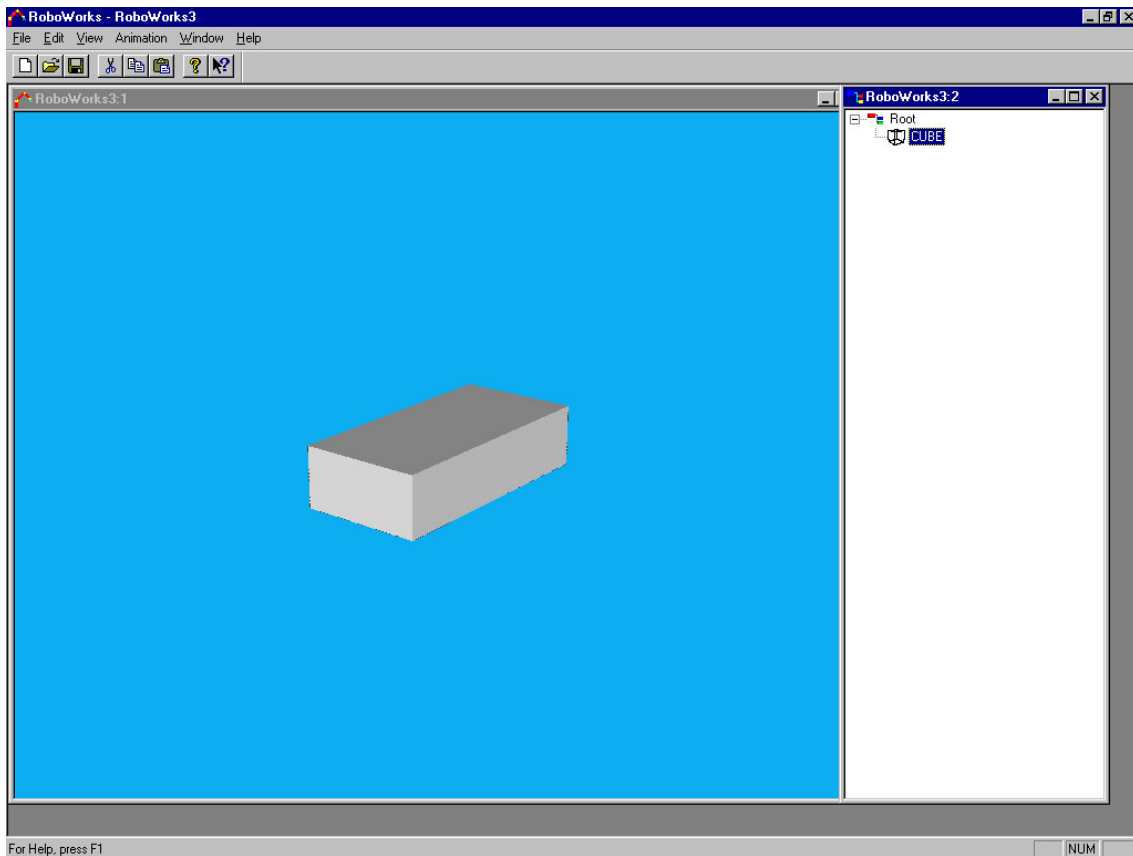 RoboWorks - RoboWorks3
File Edit View Animation Window Help
RoboWorks3:1
RoboWorks3:2
Root
CUBE
For Help, press F1
NUM